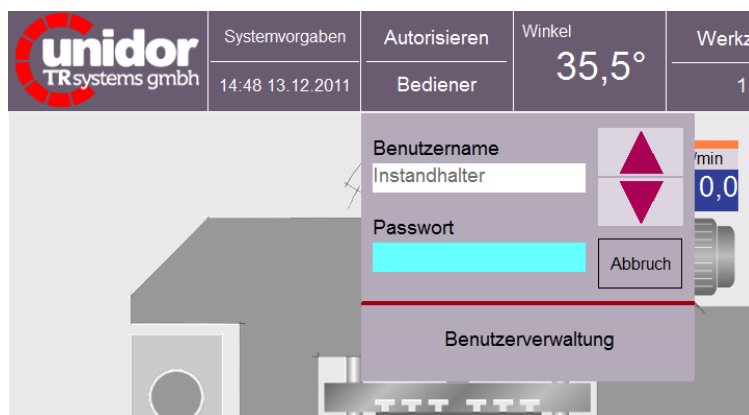 unidor
TRsystems gmbh
Systemvorgaben
14:48 13.12.2011
Autorisieren
Bediener
Winkel
35,5°
Werkz
1
Benutzername
Instandhalter
/min
0,0
Passwort
Abbruch
Benutzerverwaltung